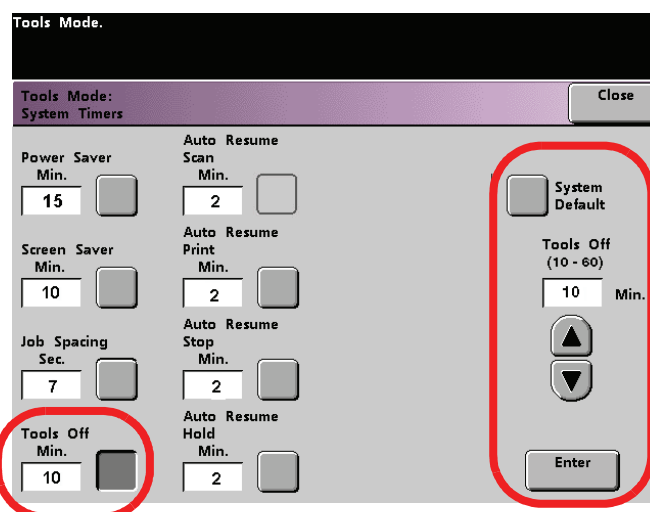 Tools Mode.
Tools Mode:
System Timers
Close
Power Saver
Min.
15
Screen Saver
Min.
10
Job Spacing
Sec.
7
Tools Off
Min.
10
Auto Resume
Scan
Min.
2
Auto Resume
Print
Min.
2
Auto Resume
Stop
Min.
2
Auto Resume
Hold
Min.
2
System
Default
Tools Off
(10 - 60)
10 Min.
Enter